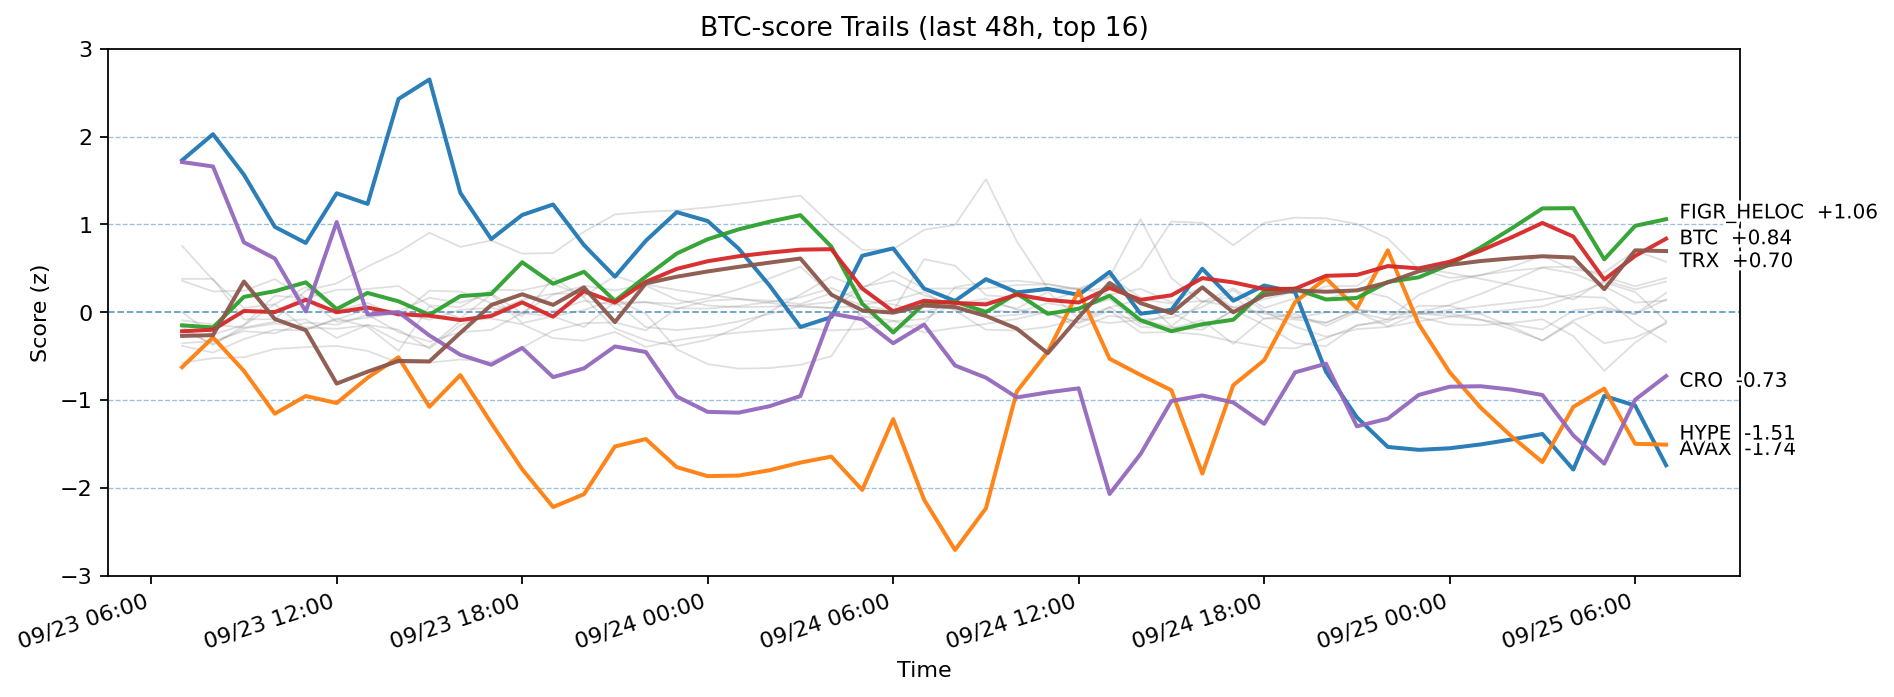 BTC-score Trails (last 48h, top 16)
3
2
1
0
−1
−2
−3
Score (z)
FIGR_HELOC +1.06
BTC +0.84
TRX +0.70
CRO -0.73
HYPE -1.51
AVAX -1.74
09/23 06:00
09/23 12:00
09/23 18:00
09/24 00:00
09/24 06:00
09/24 12:00
09/24 18:00
09/25 00:00
09/25 06:00
Time